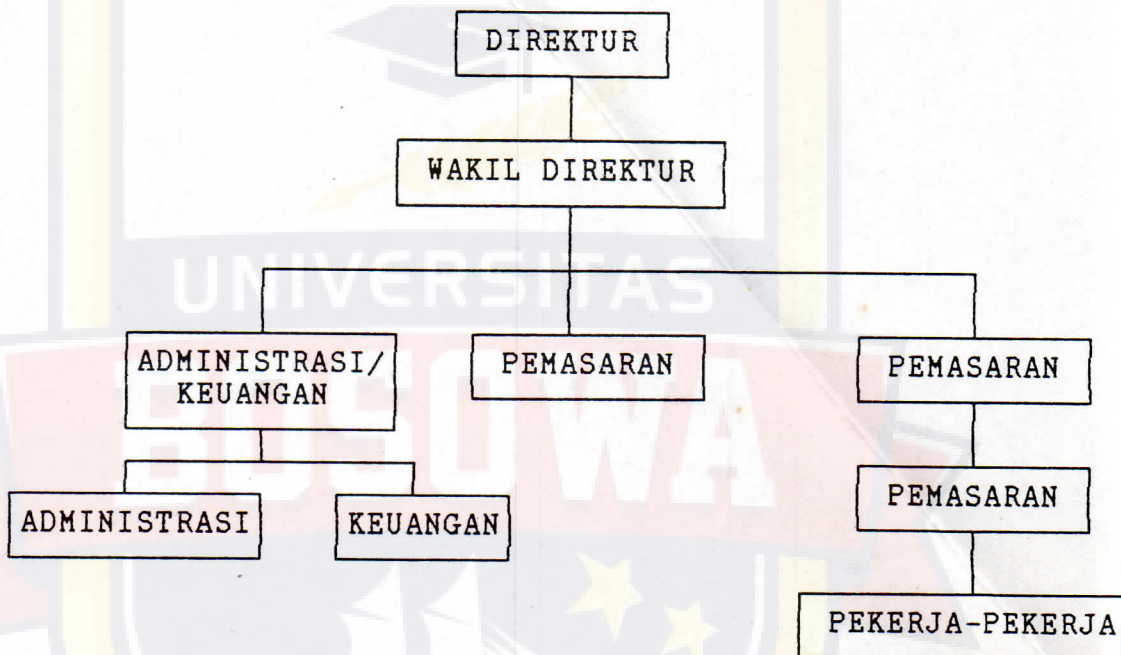 DIREKTUR
WAKIL DIREKTUR
UNIVERSITAS
ADMINISTRASI/
KEUANGAN
PEMASARAN
PEMASARAN
BOSOWA
PEMASARAN
ADMINISTRASI
KEUANGAN
PEKERJA-PEKERJA